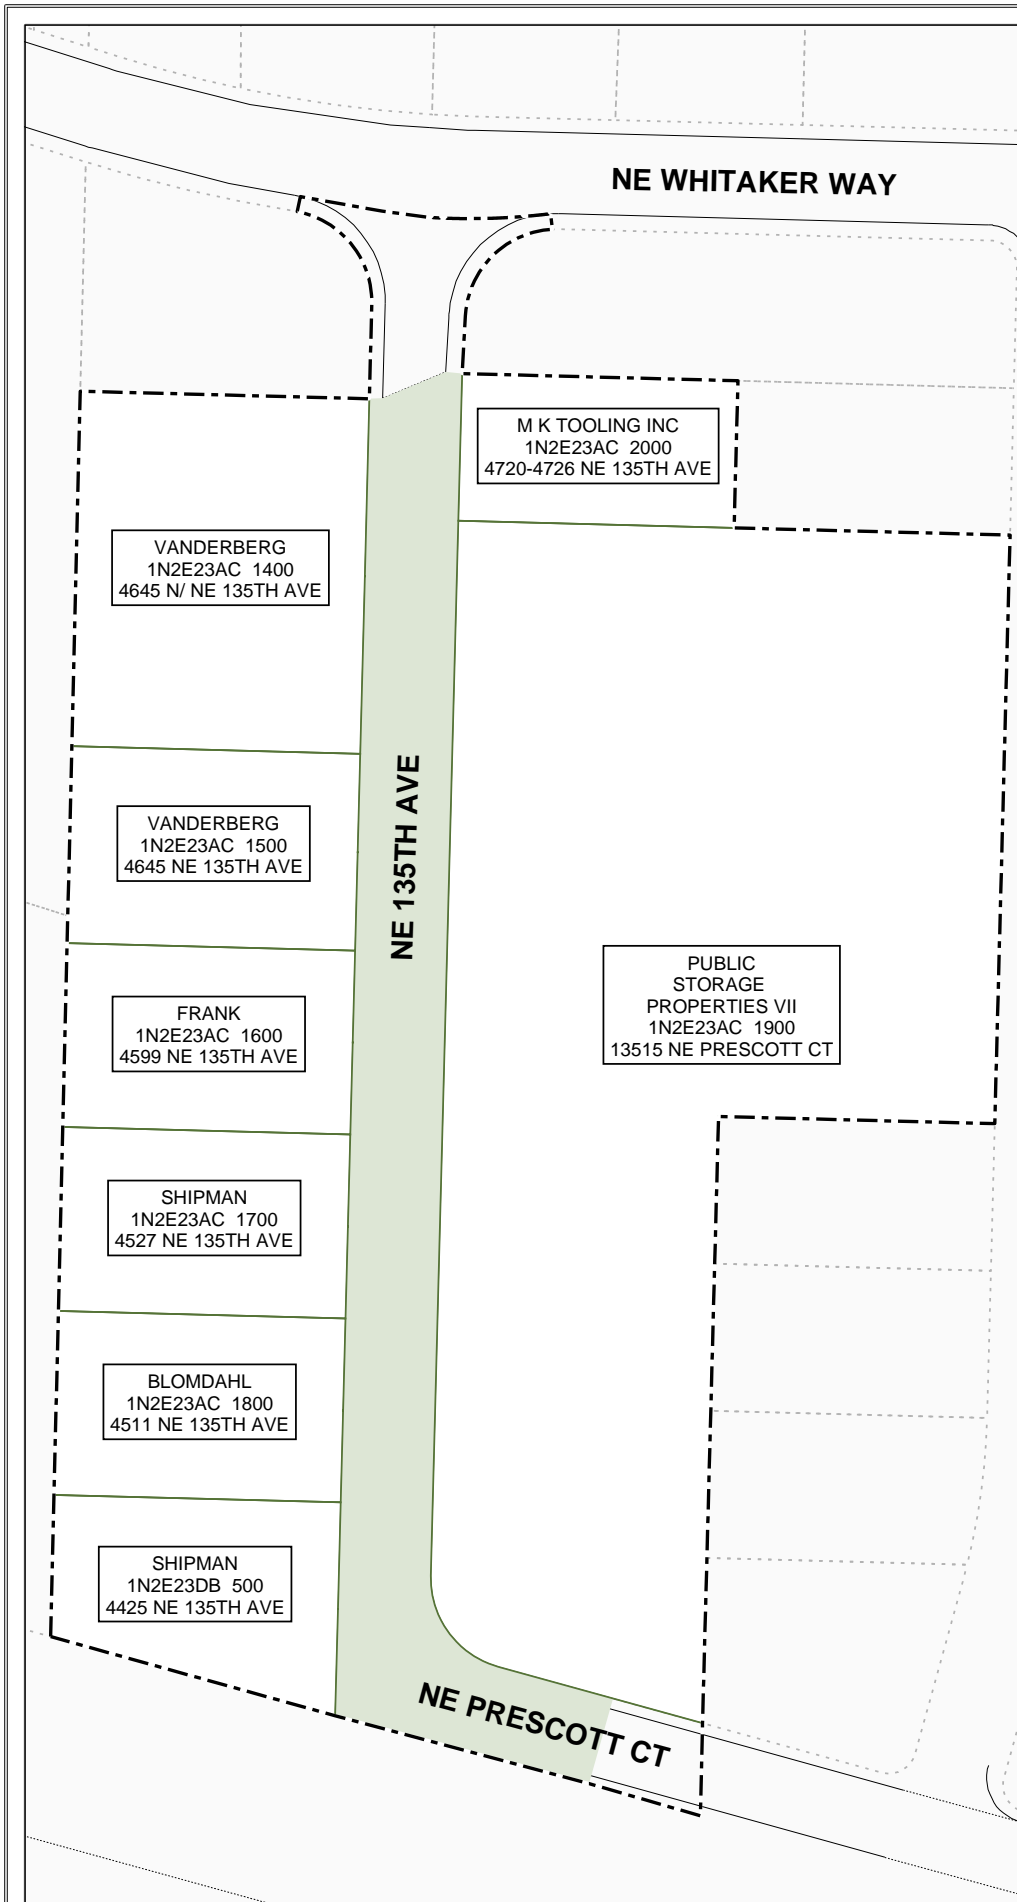 NE WHITAKER WAY
M K TOOLING INC
1N2E23AC 2000
4720-4726 NE 135TH AVE
VANDERBERG
1N2E23AC 1400
4645 N/ NE 135TH AVE
NE 135TH AVE
VANDERBERG
1N2E23AC 1500
4645 NE 135TH AVE
PUBLIC
STORAGE
PROPERTIES VII
1N2E23AC 1900
13515 NE PRESCOTT CT
FRANK
1N2E23AC 1600
4599 NE 135TH AVE
SHIPMAN
1N2E23AC 1700
4527 NE 135TH AVE
BLOMDAHL
1N2E23AC 1800
4511 NE 135TH AVE
SHIPMAN
1N2E23DB 500
4425 NE 135TH AVE
NE PRESCOTT CT